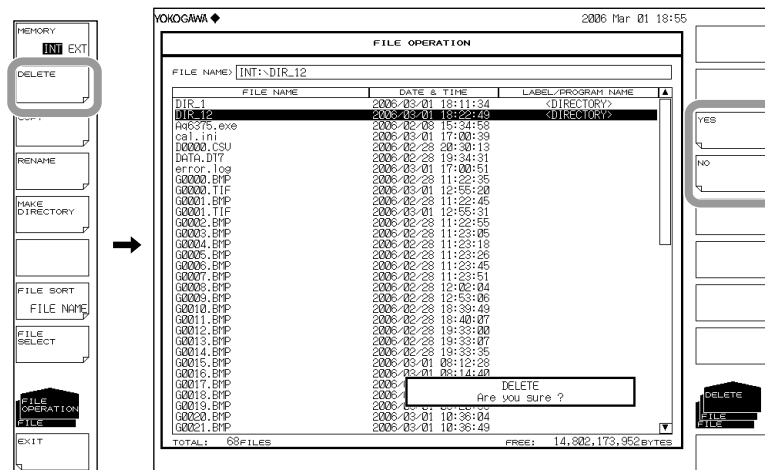 MEMORY
INT EXT
DELETE
COPY
RENAME
MAKE
DIRECTORY
FILE SORT
FILE NAME
FILE
SELECT
FILE
OPERATION
FILE
EXIT
YOKOGAWA ◆ 2006 Mar 01 18:55
FILE OPERATION
FILE NAME> INT:\DIR_12
FILE NAME DATE & TIME LABEL/PROGRAM NAME
DIR_1 2006/03/01 18:11:34 <DIRECTORY>
DIR_12 2006/03/01 18:22:49 <DIRECTORY>
Aq6375.exe 2006/02/08 15:34:58
cal.ini 2006/03/01 17:00:39
D0000.CSV 2006/02/28 20:30:13
DATA.DT7 2006/02/28 19:34:31
error.log 2006/03/01 17:00:51
G0000.BMP 2006/02/28 11:22:35
G0000.TIF 2006/03/01 12:55:20
G0001.BMP 2006/02/28 11:22:45
G0001.TIF 2006/03/01 12:55:31
G0002.BMP 2006/02/28 11:22:55
G0003.BMP 2006/02/28 11:23:05
G0004.BMP 2006/02/28 11:23:18
G0005.BMP 2006/02/28 11:23:26
G0006.BMP 2006/02/28 11:23:45
G0007.BMP 2006/02/28 11:23:51
G0008.BMP 2006/02/28 12:02:04
G0009.BMP 2006/02/28 12:53:06
G0010.BMP 2006/02/28 18:39:49
G0011.BMP 2006/02/28 18:40:07
G0012.BMP 2006/02/28 19:33:00
G0013.BMP 2006/02/28 19:33:07
G0014.BMP 2006/02/28 19:33:35
G0015.BMP 2006/03/01 08:12:28
G0016.BMP 2006/03/01 08:14:40
G0017.BMP 2006/
G0018.BMP 2006/
G0019.BMP 2006/
G0020.BMP 2006/03/01 10:36:04
G0021.BMP 2006/03/01 10:36:49
DELETE
Are you sure ?
TOTAL: 68FILES FREE: 14,802,173,952BYTES
YES
NO
DELETE
FILE
FILE